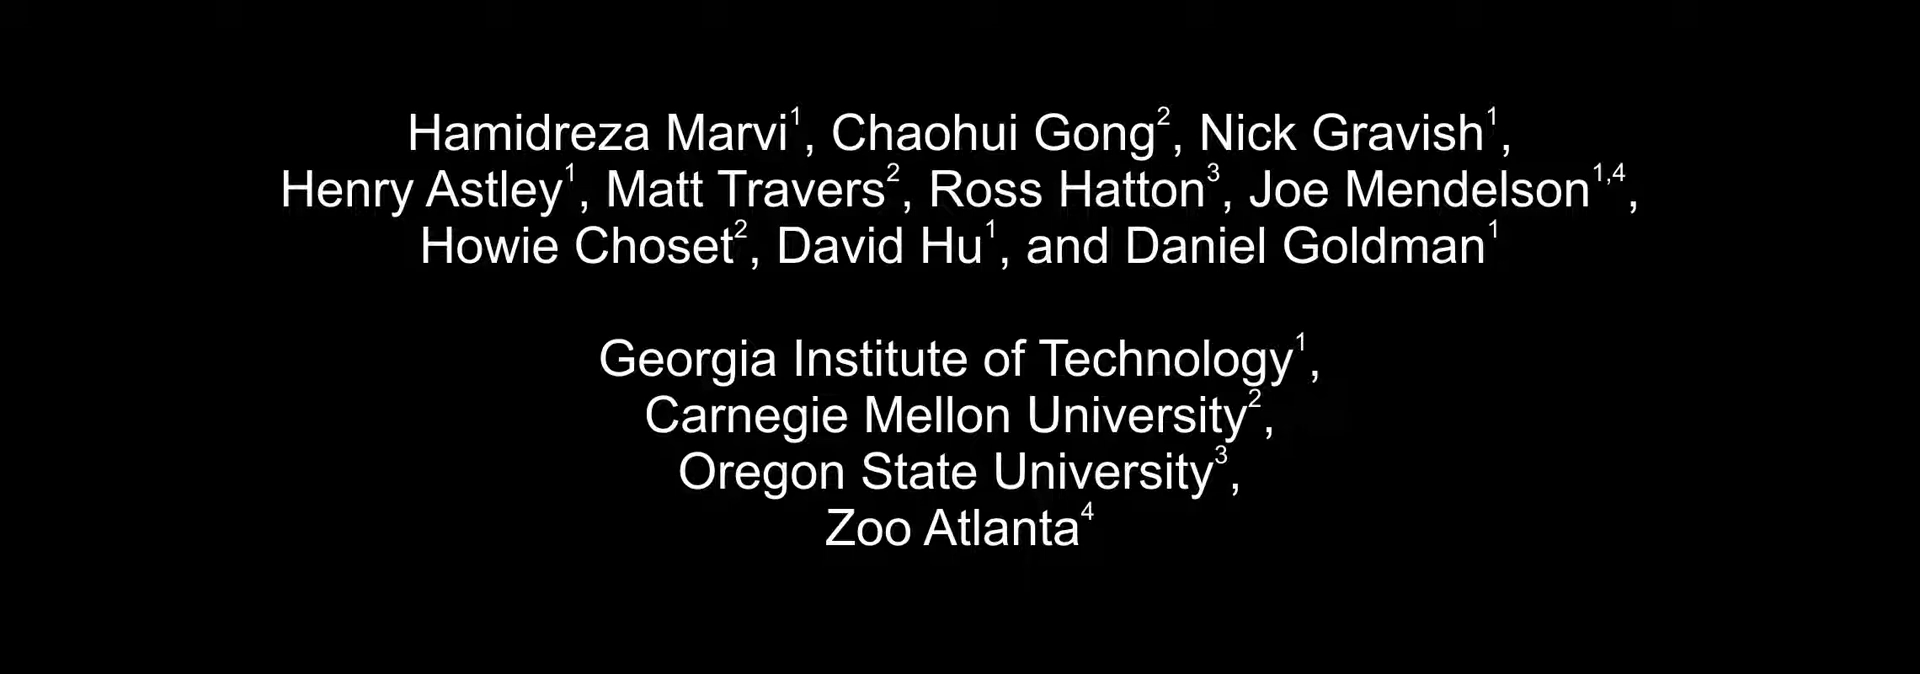 Hamidreza Marvi¹, Chaohui Gong², Nick Gravish¹,
Henry Astley¹, Matt Travers², Ross Hatton³, Joe Mendelson¹,⁴,
Howie Choset², David Hu¹, and Daniel Goldman¹
Georgia Institute of Technology¹,
Carnegie Mellon University²,
Oregon State University³,
Zoo Atlanta⁴